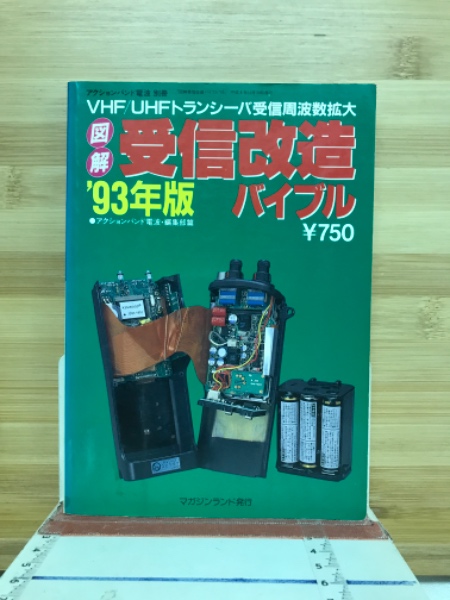 アクションバンド電波 別冊
VHF/UHFトランシーバ受信周波数拡大
図解 受信改造
'93年版 バイブル
●アクションバンド電波・編集部編
¥750
マガジンランド発行